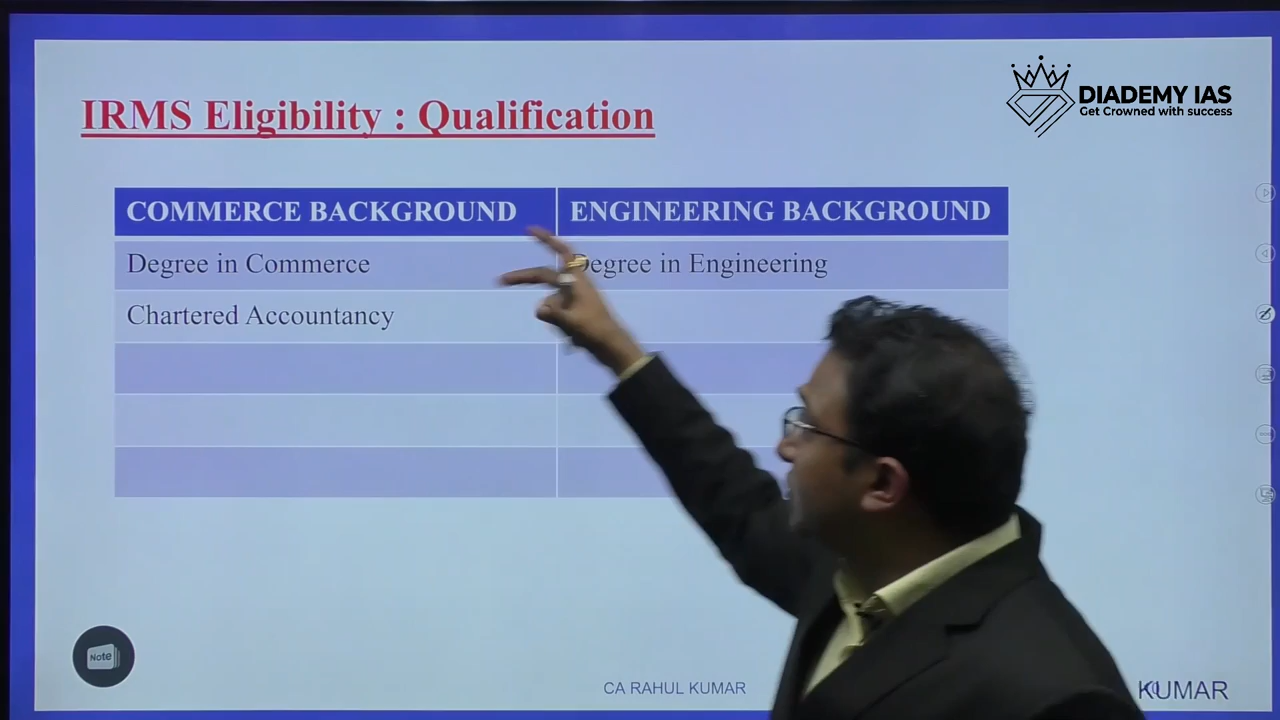 DIADEMY IAS
Get Crowned with success
IRMS Eligibility : Qualification
COMMERCE BACKGROUND
ENGINEERING BACKGROUND
Degree in Commerce
Degree in Engineering
Chartered Accountancy
Note
CA RAHUL KUMAR
KUMAR